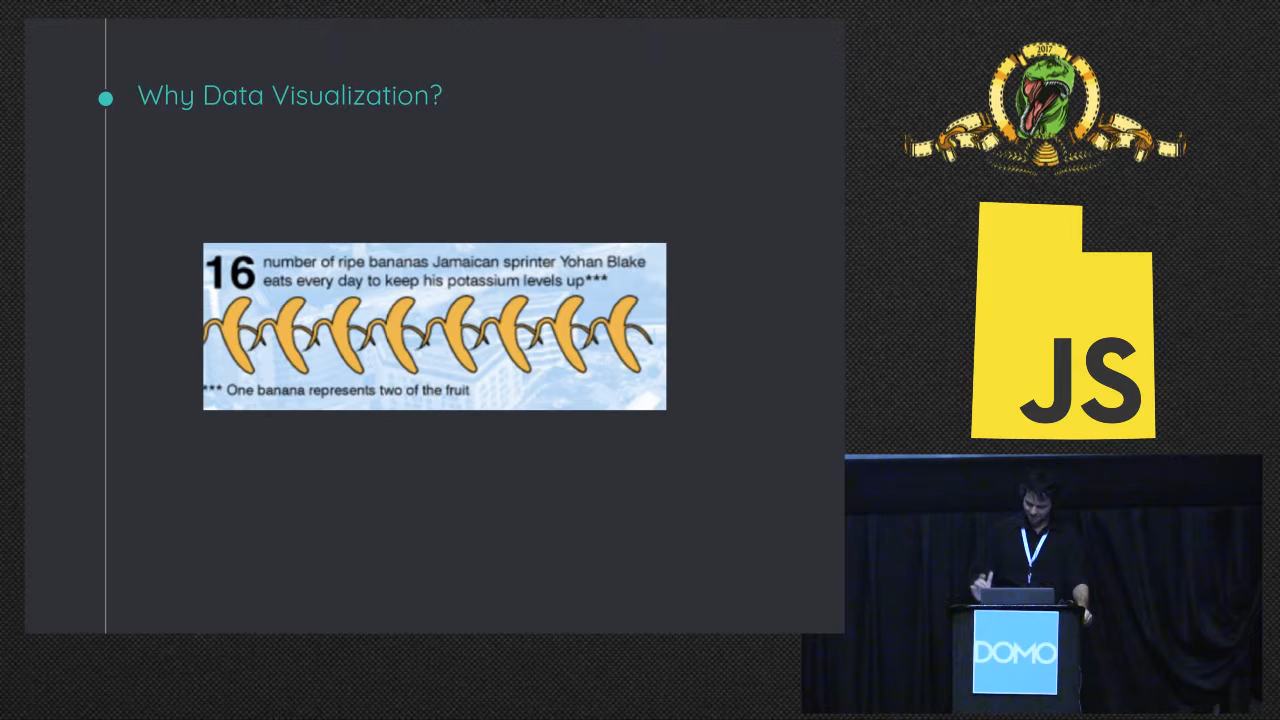 Why Data Visualization?
16 number of ripe bananas Jamaican sprinter Yohan Blake
eats every day to keep his potassium levels up***
*** One banana represents two of the fruit
2017
JS
DOMO